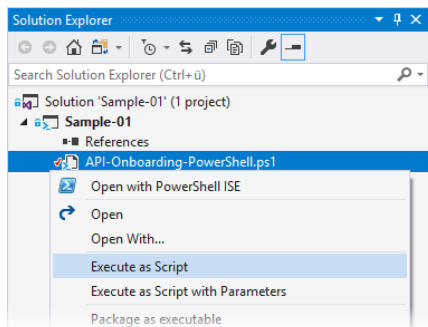 Solution Explorer
Search Solution Explorer (Ctrl+ü)
Solution 'Sample-01' (1 project)
Sample-01
References
API-Onboarding-PowerShell.ps1
Open with PowerShell ISE
Open
Open With...
Execute as Script
Execute as Script with Parameters
Package as executable